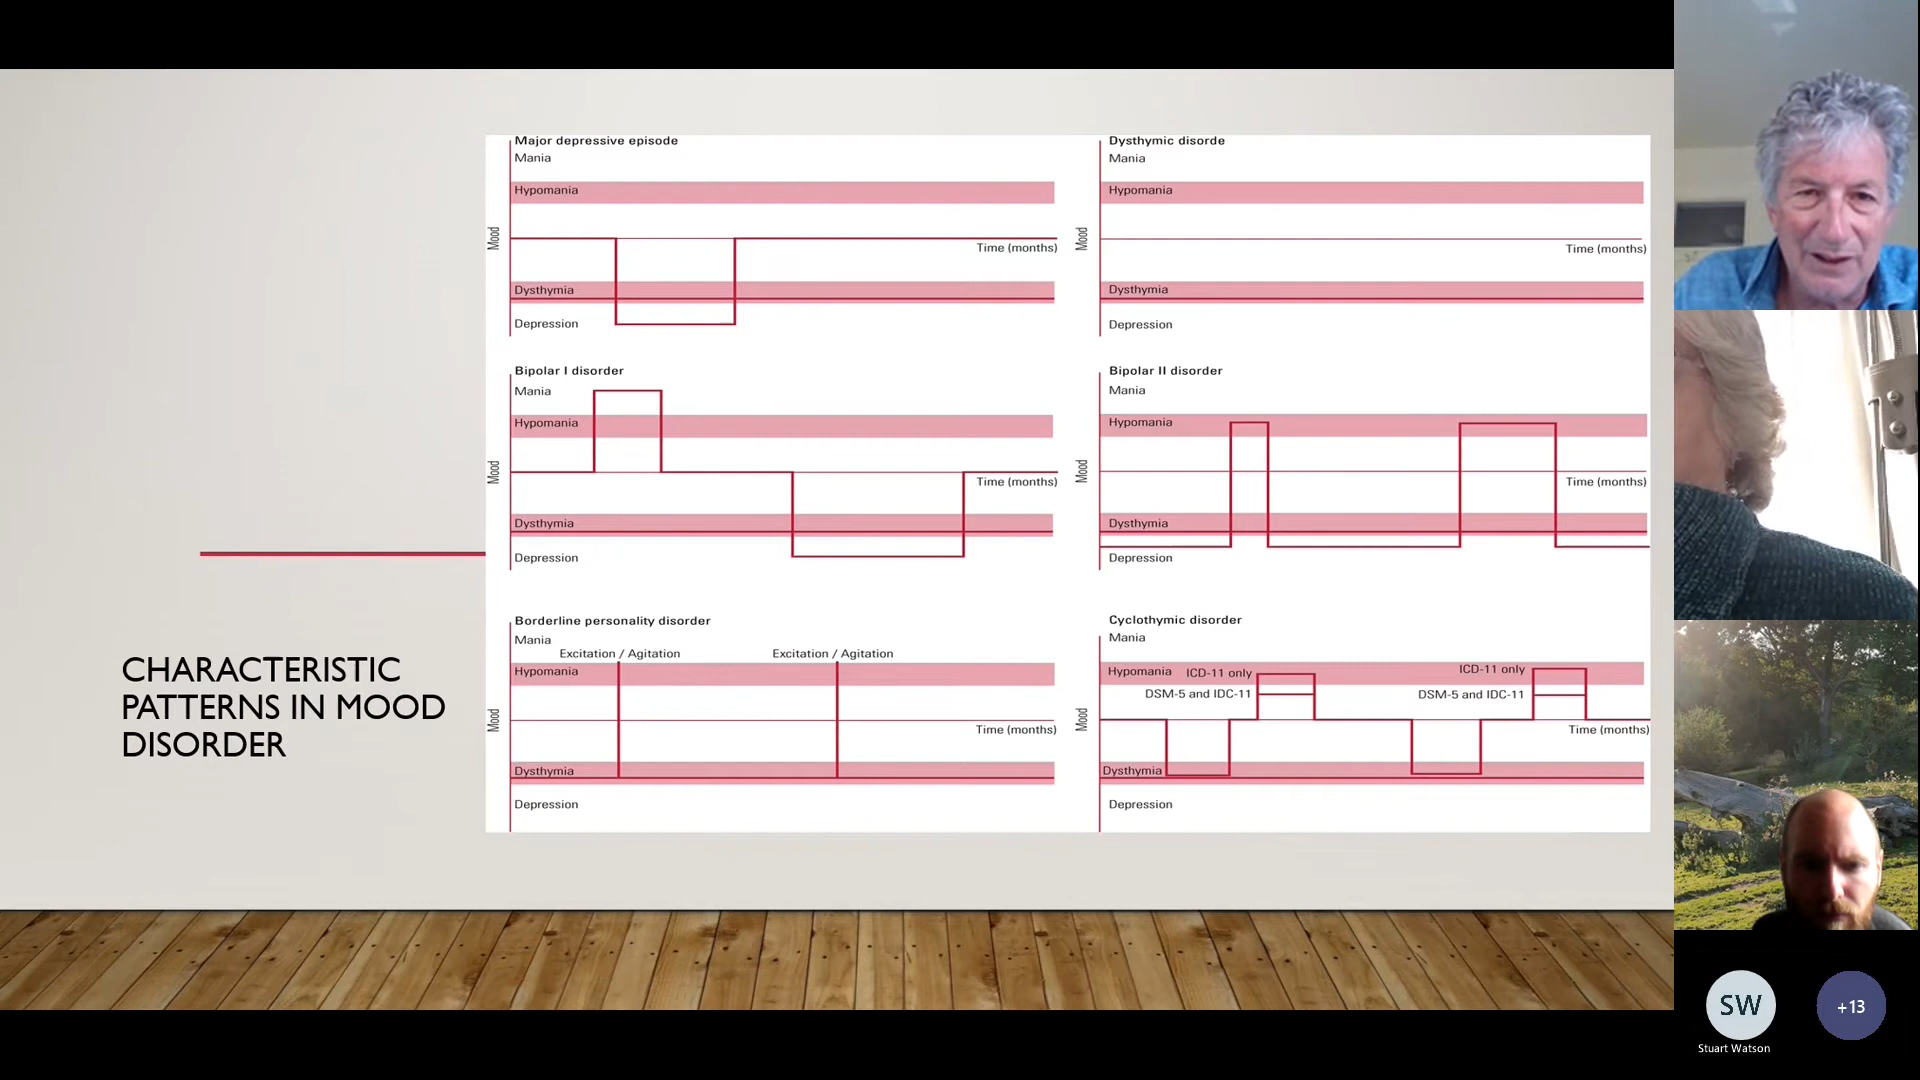 CHARACTERISTIC
PATTERNS IN MOOD
DISORDER
Major depressive episode
Mania
Hypomania
Mood
Time (months)
Dysthymia
Depression
Dysthymic disorde
Mania
Hypomania
Mood
Time (months)
Dysthymia
Depression
Bipolar I disorder
Mania
Hypomania
Mood
Time (months)
Dysthymia
Depression
Bipolar II disorder
Mania
Hypomania
Mood
Time (months)
Dysthymia
Depression
Borderline personality disorder
Mania
Excitation / Agitation
Excitation / Agitation
Hypomania
Mood
Time (months)
Dysthymia
Depression
Cyclothymic disorder
Mania
Hypomania
ICD-11 only
ICD-11 only
DSM-5 and IDC-11
DSM-5 and IDC-11
Mood
Time (months)
Dysthymia
Depression
SW
+13
Stuart Watson